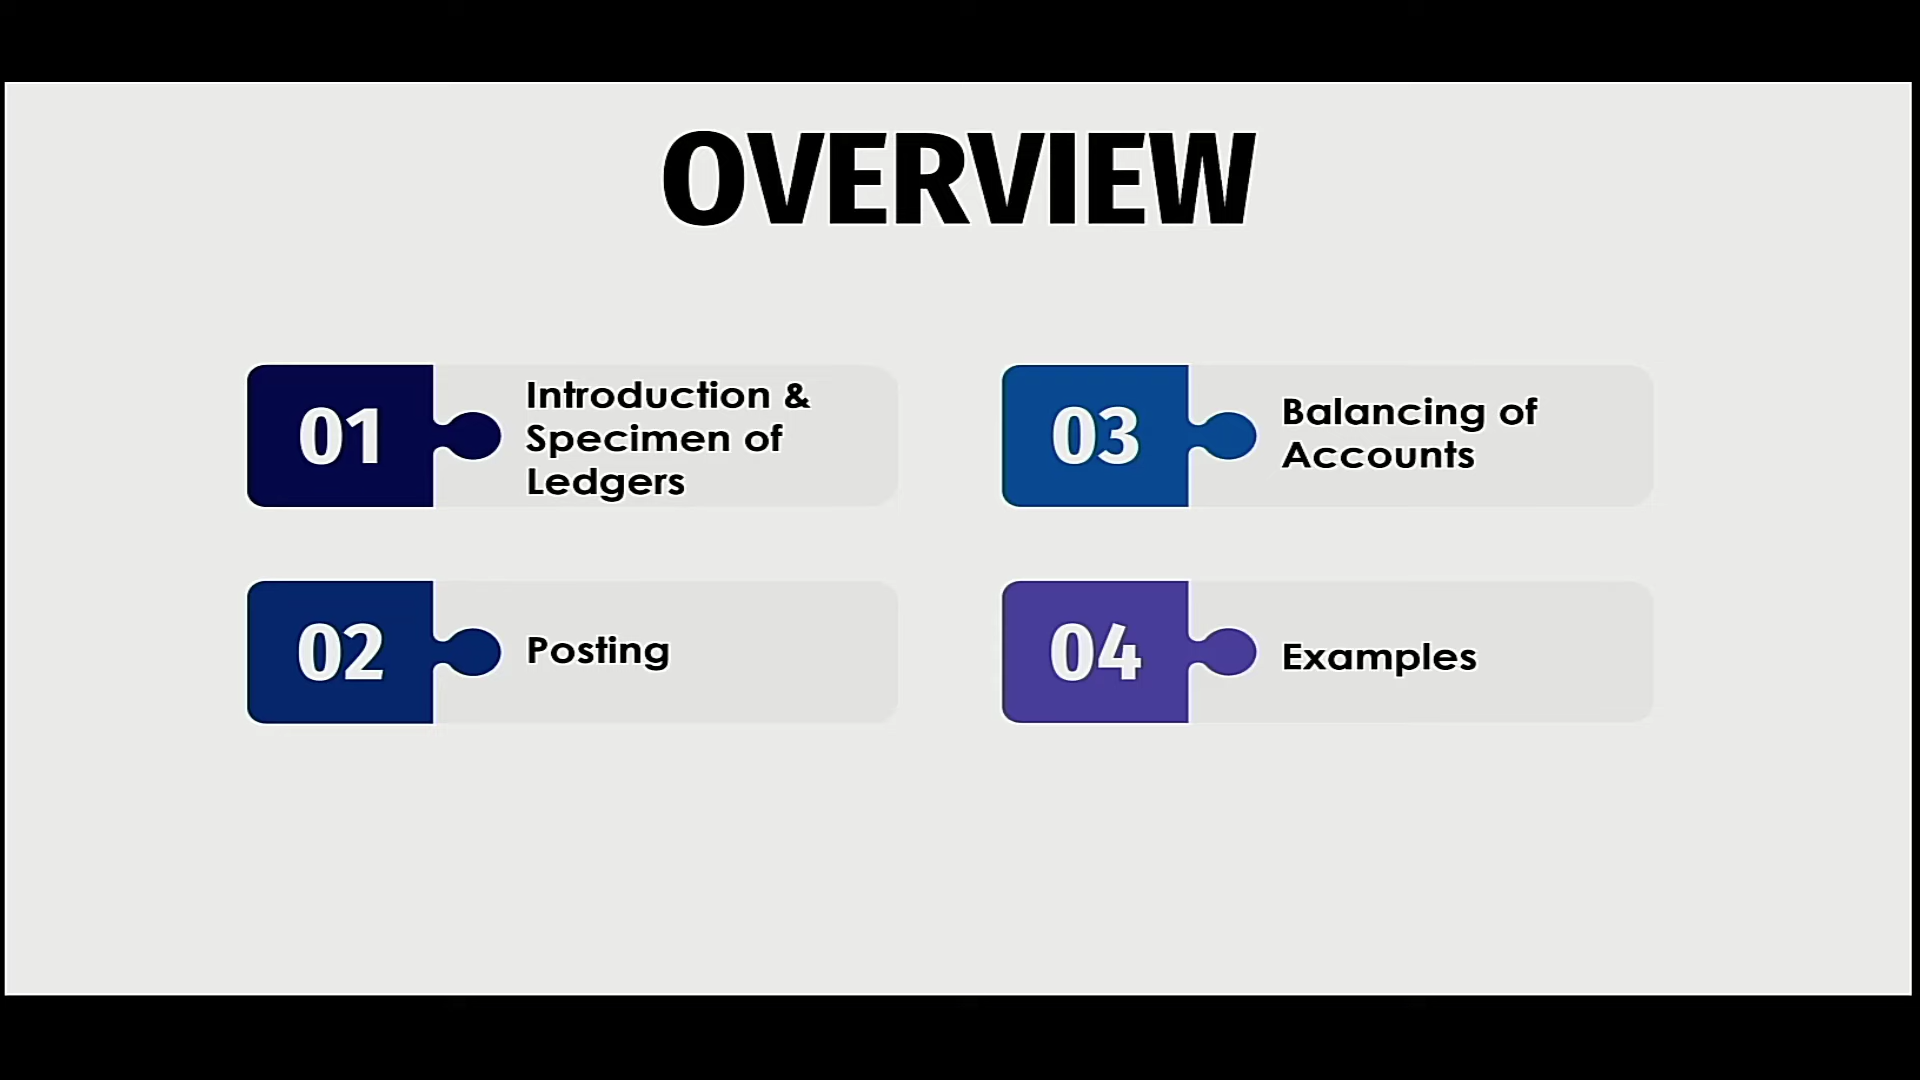 OVERVIEW
01
Introduction &
Specimen of
Ledgers
02
Posting
03
Balancing of
Accounts
04
Examples